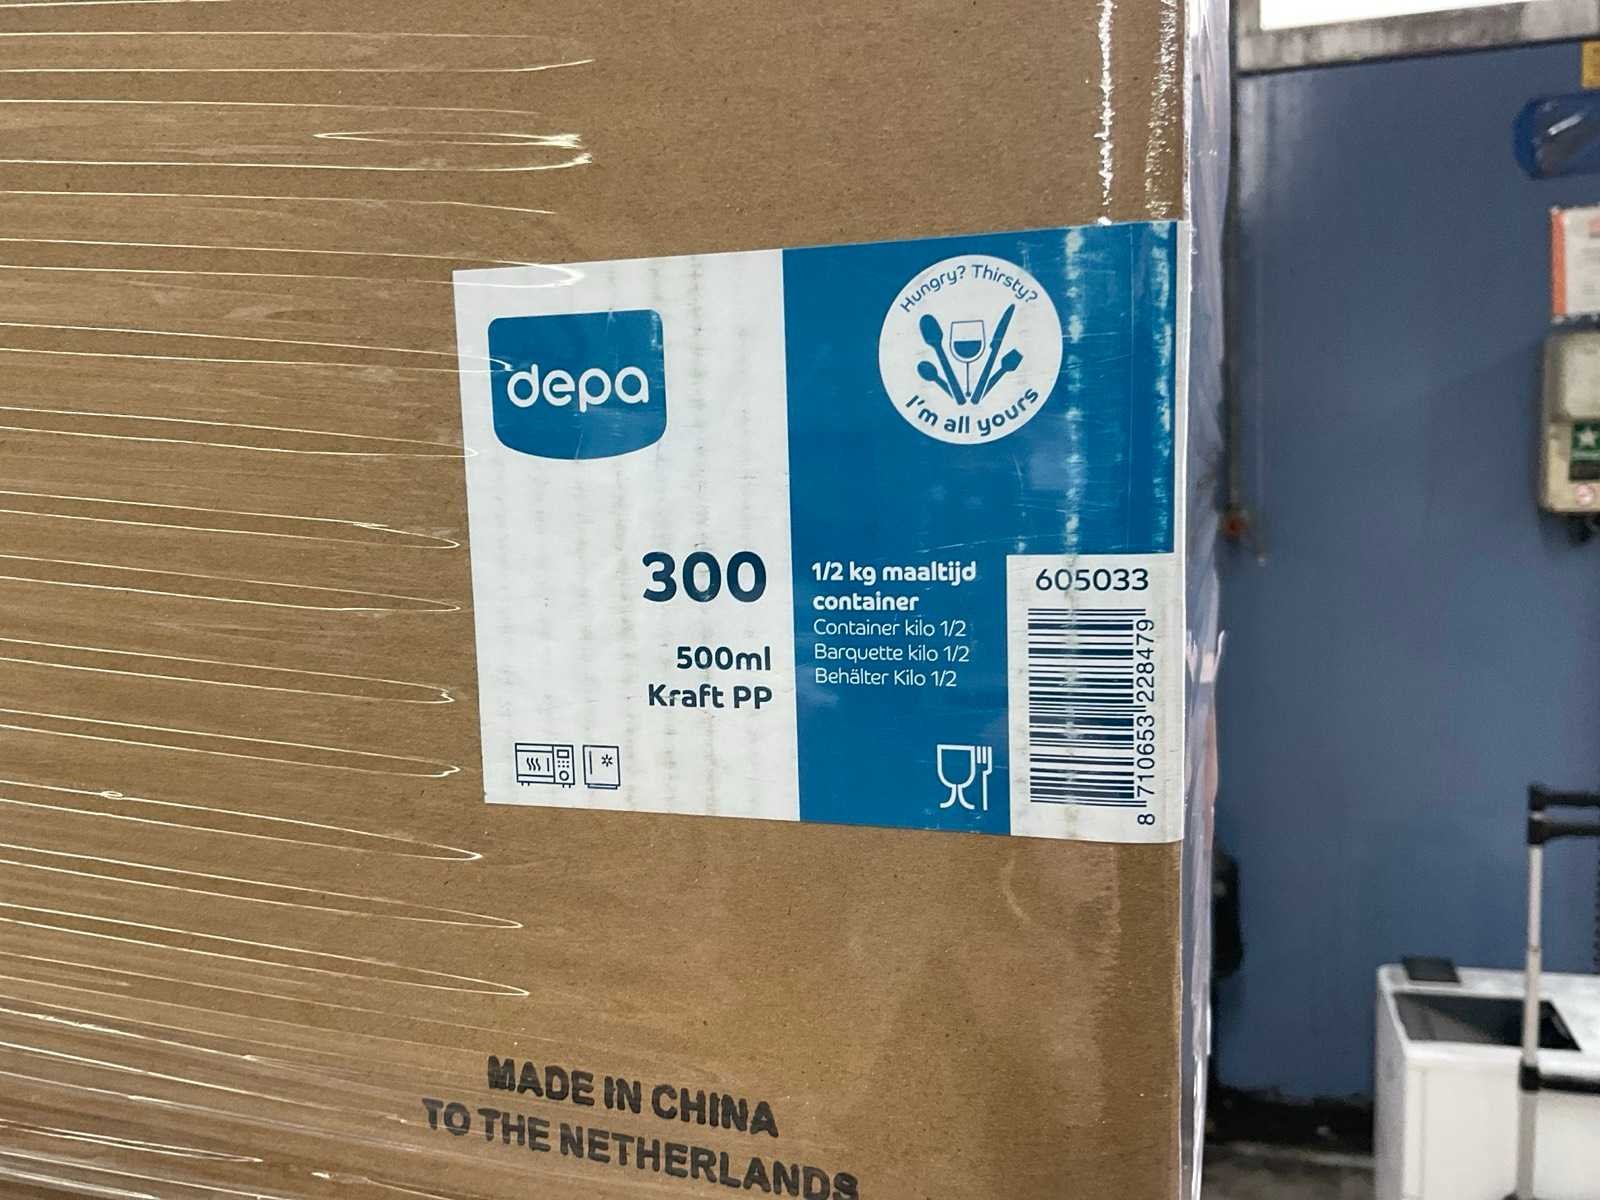 depa
Hungry? Thirsty?
I'm all yours
300
500ml
Kraft PP
1/2 kg maaltijd
container
Container kilo 1/2
Barquette kilo 1/2
Behälter Kilo 1/2
605033
8 710653 228479
MADE IN CHINA
TO THE NETHERLANDS